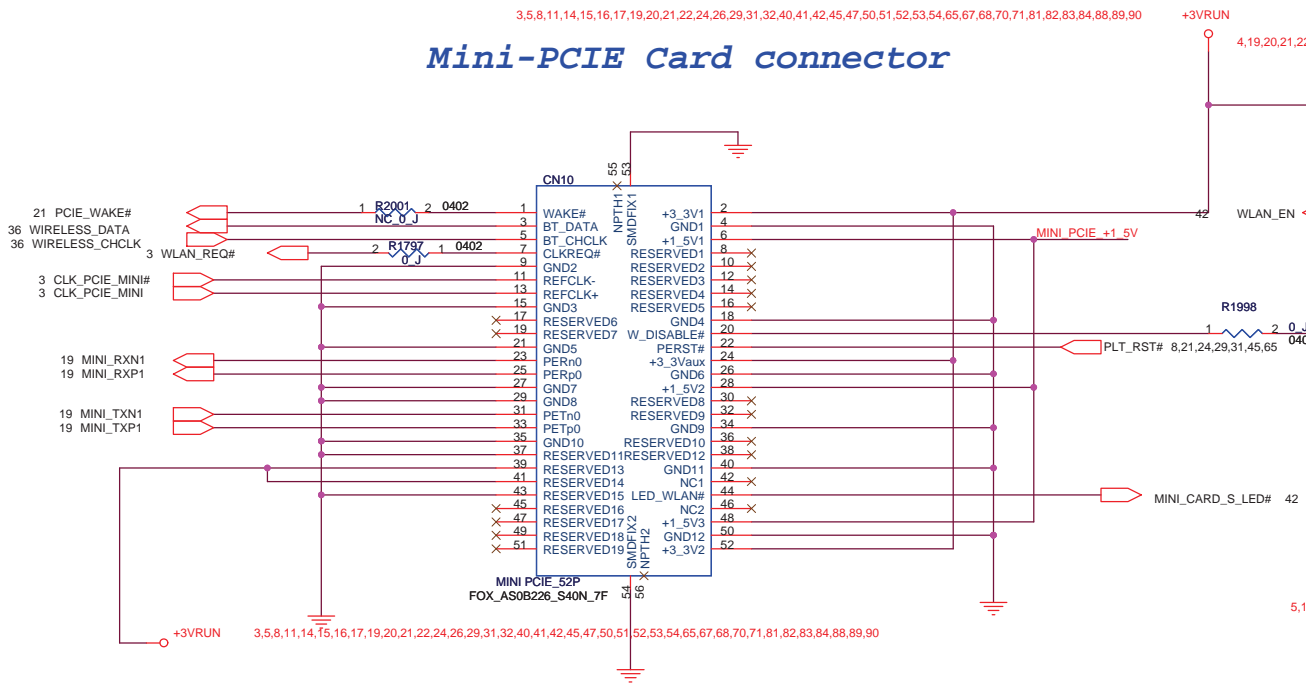 3,5,8,11,14,15,16,17,19,20,21,22,24,26,29,31,32,40,41,42,45,47,50,51,52,53,54,65,67,68,70,71,81,82,83,84,88,89,90 +3VRUN
4,19,20,21,22
Mini-PCIE Card connector
55 53
CN10
NPTH1 SMDFIX1
21 PCIE_WAKE# 1 R2001 2 0402 1 WAKE# +3_3V1 2 42 WLAN_EN
NC_0_J
36 WIRELESS_DATA 3 BT_DATA GND1 4
36 WIRELESS_CHCLK 5 BT_CHCLK +1_5V1 6 MINI_PCIE_+1_5V
3 WLAN_REQ# 2 R1797 1 0402 7 CLKREQ# RESERVED1 8
0_J
9 GND2 RESERVED2 10
3 CLK_PCIE_MINI# 11 REFCLK- RESERVED3 12
3 CLK_PCIE_MINI 13 REFCLK+ RESERVED4 14
15 GND3 RESERVED5 16
R1998
17 RESERVED6 GND4 18
19 RESERVED7 W_DISABLE# 20 1 2 0_J
21 GND5 PERST# 22 PLT_RST# 8,21,24,29,31,45,65
19 MINI_RXN1 23 PERn0 +3_3Vaux 24
19 MINI_RXP1 25 PERp0 GND6 26
27 GND7 +1_5V2 28
29 GND8 RESERVED8 30
19 MINI_TXN1 31 PETn0 RESERVED9 32
19 MINI_TXP1 33 PETp0 GND9 34
35 GND10 RESERVED10 36
37 RESERVED11 RESERVED12 38
39 RESERVED13 GND11 40
41 RESERVED14 NC1 42
43 RESERVED15 LED_WLAN# 44 MINI_CARD_S_LED# 42
45 RESERVED16 NC2 46
47 RESERVED17 +1_5V3 48
49 RESERVED18 GND12 50
51 RESERVED19 +3_3V2 52
SMDFIX2 NPTH2
MINI PCIE_52P
FOX_AS0B226_S40N_7F
54 56
+3VRUN 3,5,8,11,14,15,16,17,19,20,21,22,24,26,29,31,32,40,41,42,45,47,50,51,52,53,54,65,67,68,70,71,81,82,83,84,88,89,90